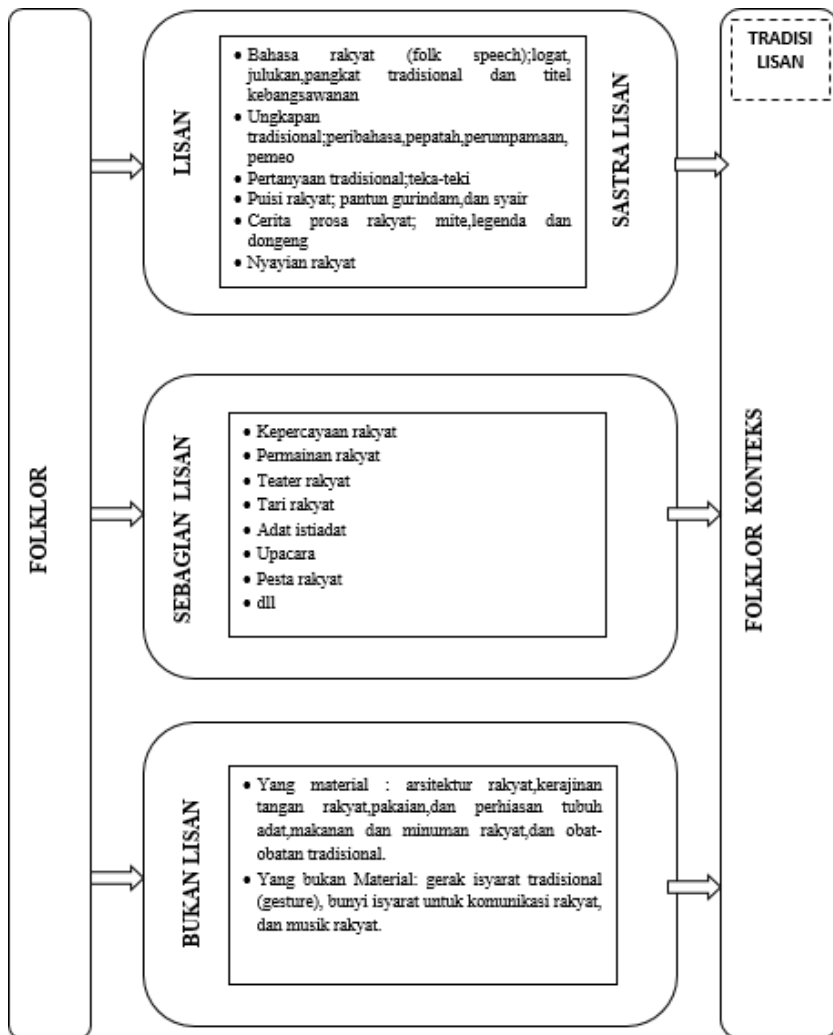 FOLKLOR
LISAN
• Bahasa rakyat (folk speech);logat,
julukan,pangkat tradisional dan titel
kebangsawanan
• Ungkapan
tradisional;peribahasa,pepatah,perumpamaan,
pemeo
• Pertanyaan tradisional;teka-teki
• Puisi rakyat; pantun gurindam,dan syair
• Cerita prosa rakyat; mite,legenda dan
dongeng
• Nyayian rakyat
SASTRA LISAN
SEBAGIAN LISAN
• Kepercayaan rakyat
• Permainan rakyat
• Teater rakyat
• Tari rakyat
• Adat istiadat
• Upacara
• Pesta rakyat
• dll
BUKAN LISAN
• Yang material : arsitektur rakyat,kerajinan
tangan rakyat,pakaian,dan perhiasan tubuh
adat,makanan dan minuman rakyat,dan obat-
obatan tradisional.
• Yang bukan Material: gerak isyarat tradisional
(gesture), bunyi isyarat untuk komunikasi rakyat,
dan musik rakyat.
TRADISI
LISAN
FOLKLOR KONTEKS